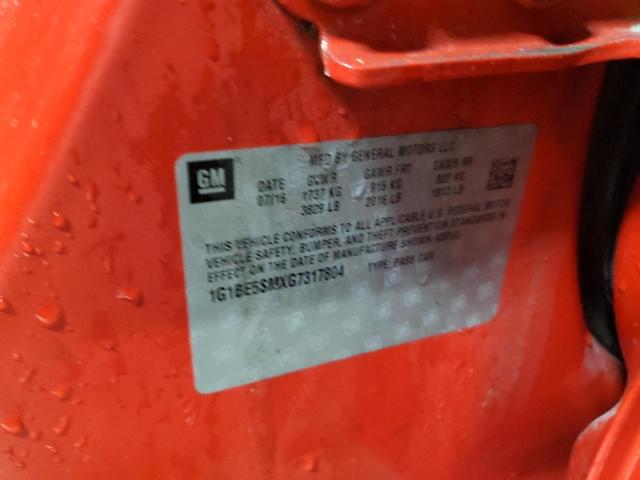 GM
MFD BY GENERAL MOTORS LLC
DATE GVWR GAWR FRT GAWR RR
07/16 1737 KG 915 KG 822 KG
3829 LB 2016 LB 1813 LB
THIS VEHICLE CONFORMS TO ALL APPLICABLE U.S. FEDERAL MOTOR
VEHICLE SAFETY, BUMPER, AND THEFT PREVENTION STANDARDS IN
EFFECT ON THE DATE OF MANUFACTURE SHOWN ABOVE.
1G1BE5SMXG7317804 TYPE: PASS CAR